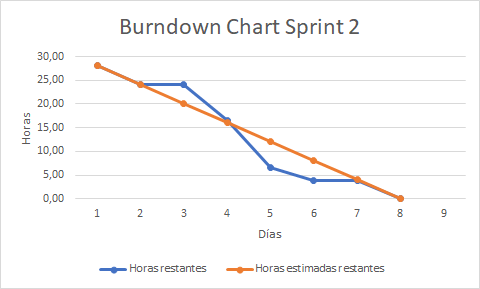 Burndown Chart Sprint 2
30,00
25,00
20,00
15,00
10,00
5,00
0,00
Horas
1 2 3 4 5 6 7 8 9
Días
Horas restantes Horas estimadas restantes